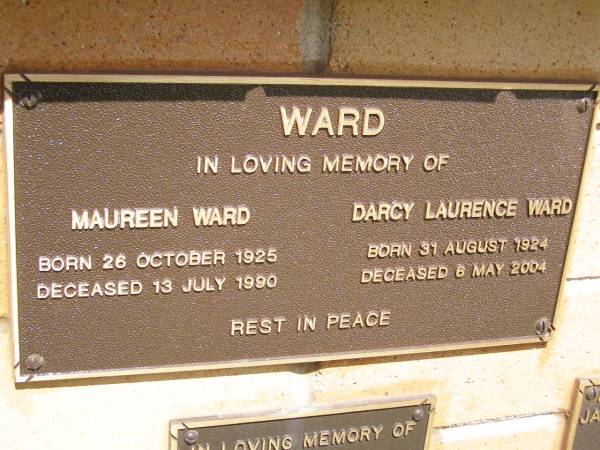 WARD
IN LOVING MEMORY OF
MAUREEN WARD
BORN 26 OCTOBER 1925
DECEASED 13 JULY 1990
DARCY LAURENCE WARD
BORN 31 AUGUST 1924
DECEASED 6 MAY 2004
REST IN PEACE
IN LOVING MEMORY OF